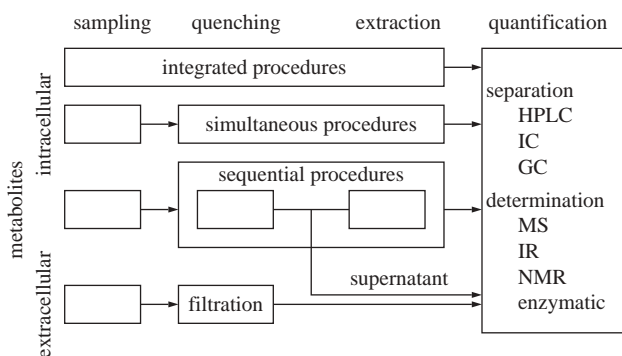 sampling quenching extraction quantification
integrated procedures
simultaneous procedures
sequential procedures
supernatant
filtration
separation
HPLC
IC
GC
determination
MS
IR
NMR
enzymatic
metabolites
intracellular
extracellular